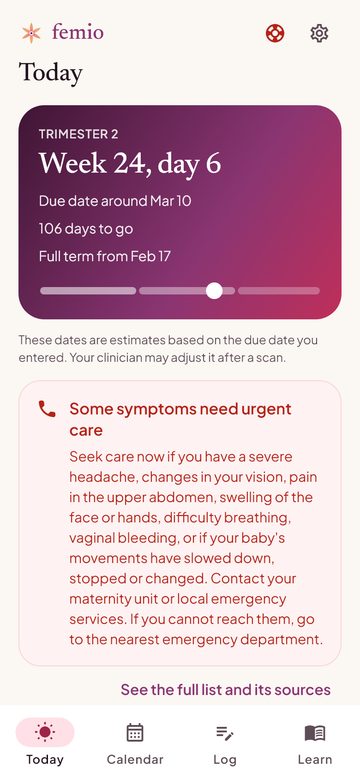 femio
Today
TRIMESTER 2
Week 24, day 6
Due date around Mar 10
106 days to go
Full term from Feb 17
These dates are estimates based on the due date you
entered. Your clinician may adjust it after a scan.
Some symptoms need urgent
care
Seek care now if you have a severe
headache, changes in your vision, pain
in the upper abdomen, swelling of the
face or hands, difficulty breathing,
vaginal bleeding, or if your baby's
movements have slowed down,
stopped or changed. Contact your
maternity unit or local emergency
services. If you cannot reach them, go
to the nearest emergency department.
See the full list and its sources
Today
Calendar
Log
Learn